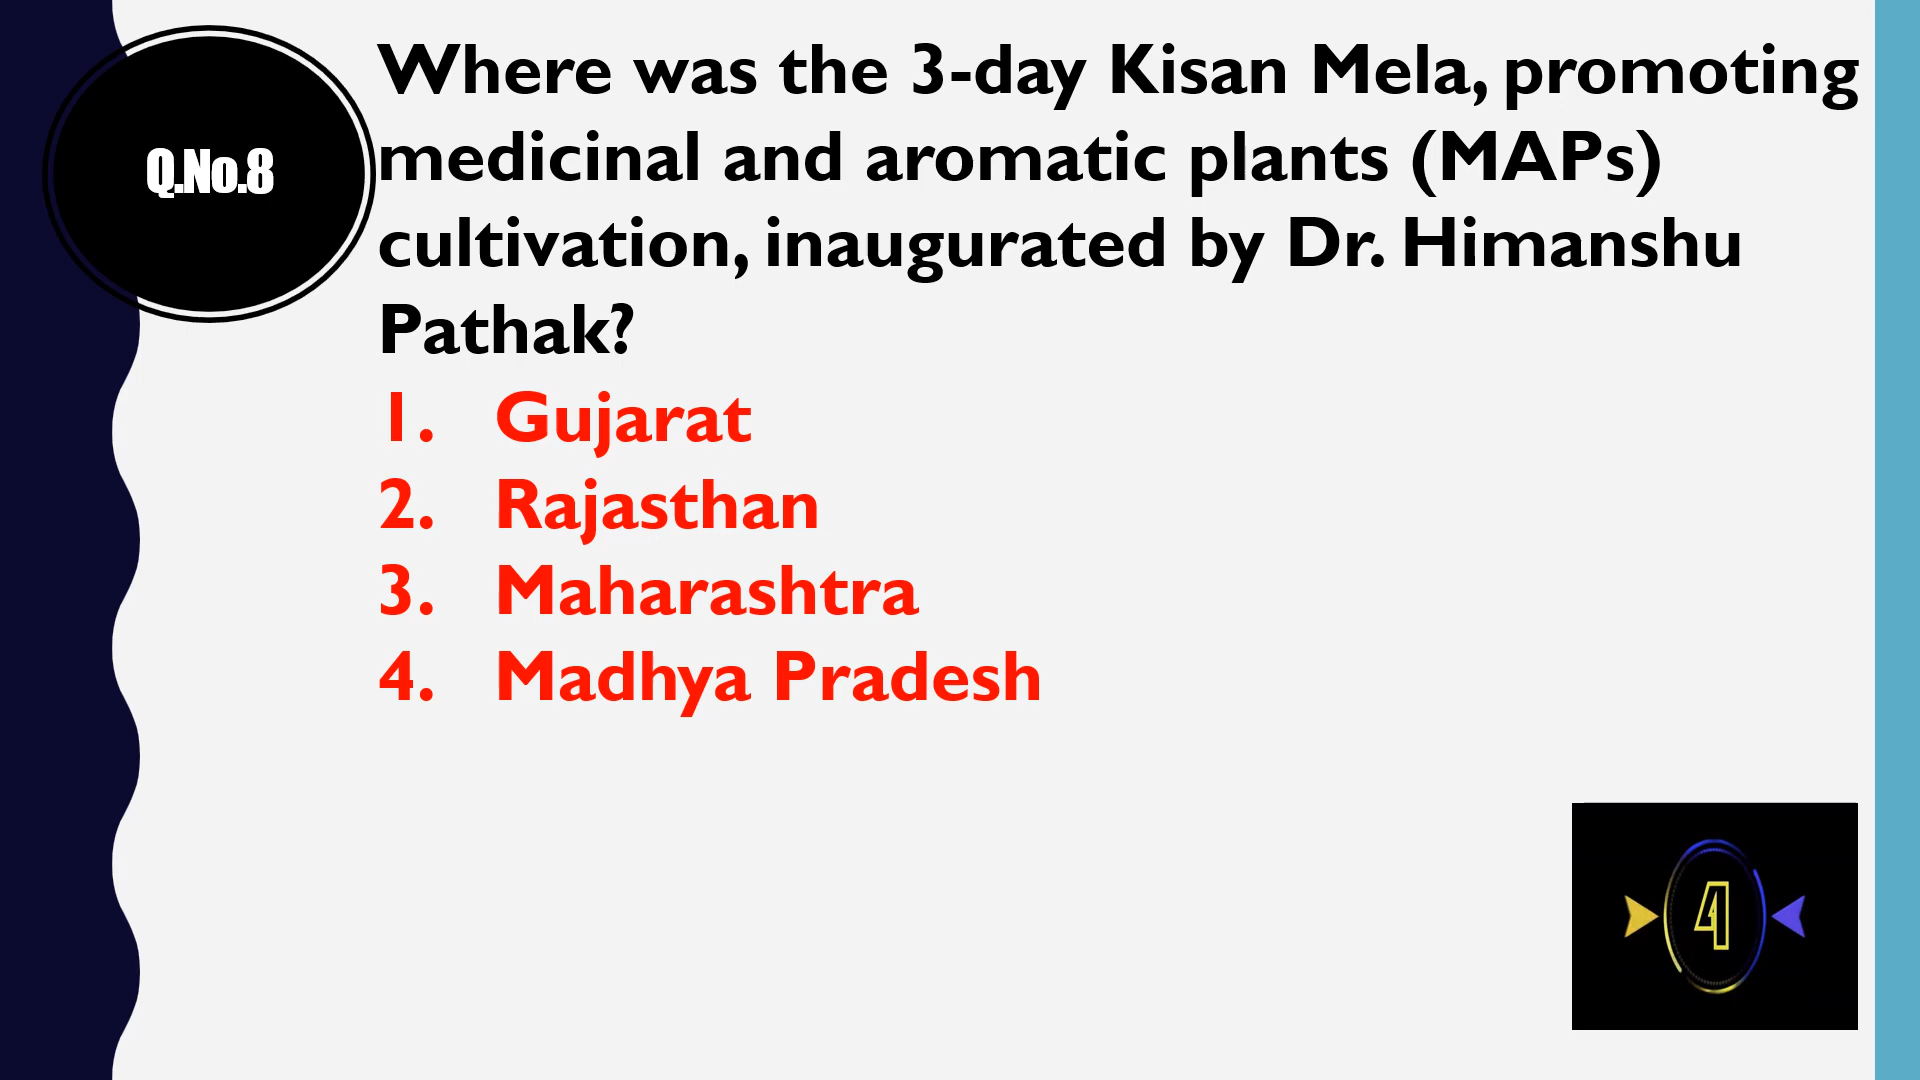 Q.No.8
Where was the 3-day Kisan Mela, promoting
medicinal and aromatic plants (MAPs)
cultivation, inaugurated by Dr. Himanshu
Pathak?
1. Gujarat
2. Rajasthan
3. Maharashtra
4. Madhya Pradesh
4